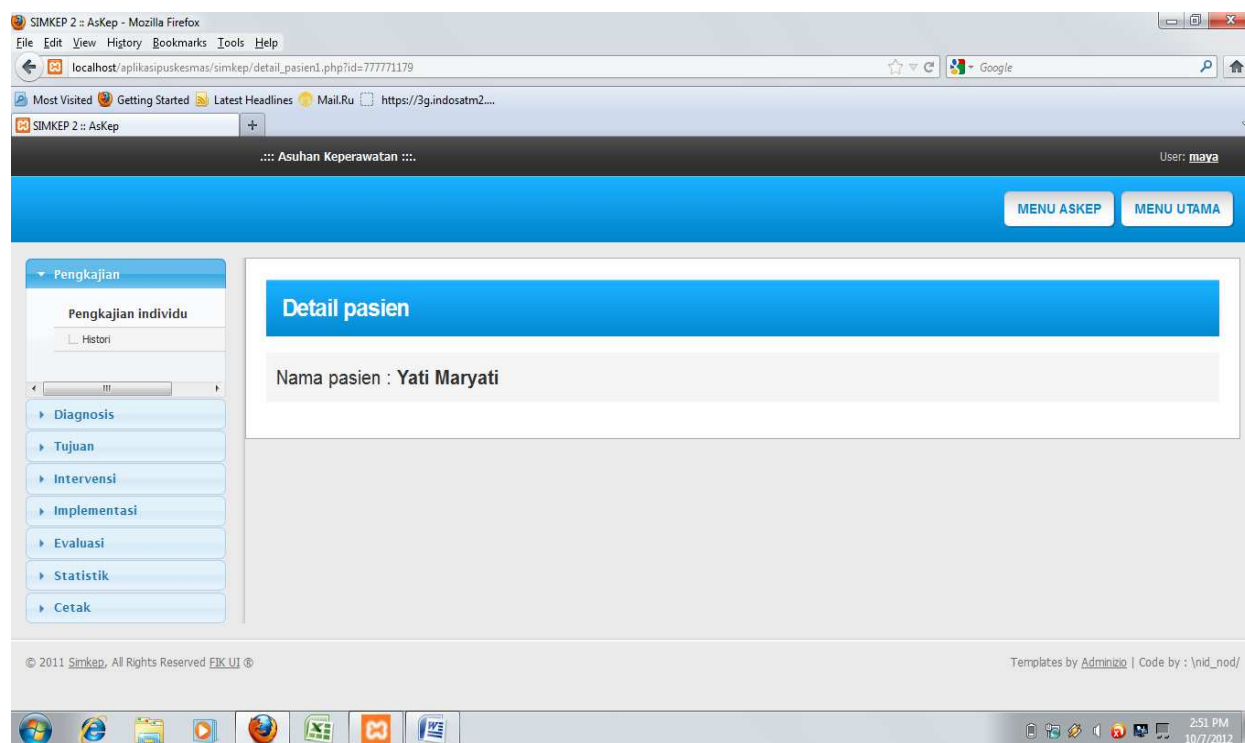 SIMKEP 2 :: AsKep - Mozilla Firefox
File Edit View History Bookmarks Tools Help
localhost/aplikasipuskesmas/simkep/detail_pasien1.php?id=777771179
Google
Most Visited Getting Started Latest Headlines Mail.Ru https://3g.indosatm2....
SIMKEP 2 :: AsKep
.::: Asuhan Keperawatan :::.
User: maya
MENU ASKEP
MENU UTAMA
Pengkajian
Pengkajian individu
Histori
Diagnosis
Tujuan
Intervensi
Implementasi
Evaluasi
Statistik
Cetak
Detail pasien
Nama pasien : Yati Maryati
© 2011 Simkep, All Rights Reserved FIK UI ®
Templates by Adminizio | Code by : \nid_nod/
2:51 PM
10/7/2012